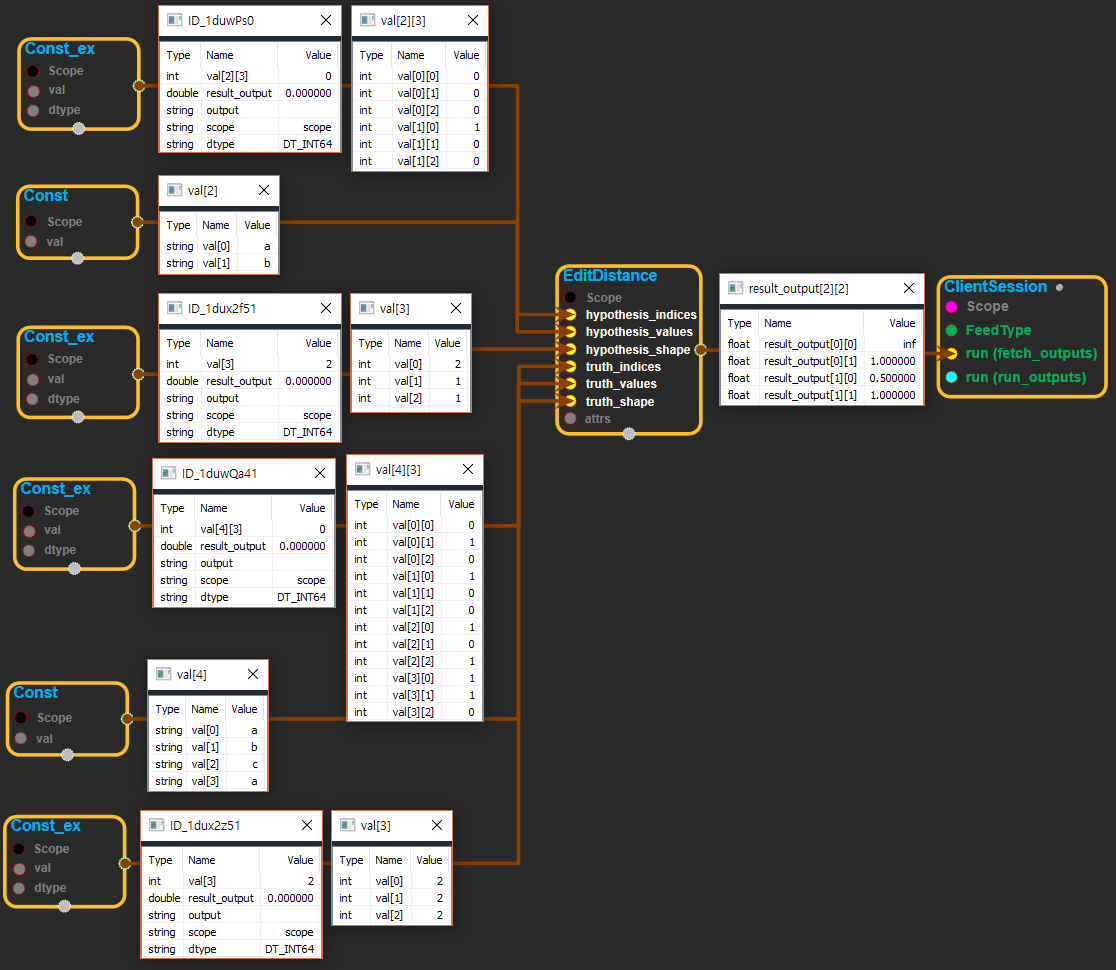 Const_ex
Scope
val
dtype
ID_1duwPs0
Type Name Value
int val[2][3] 0
double result_output 0.000000
string output
string scope scope
string dtype DT_INT64
val[2][3]
Type Name Value
int val[0][0] 0
int val[0][1] 0
int val[0][2] 0
int val[1][0] 1
int val[1][1] 0
int val[1][2] 0
Const
Scope
val
val[2]
Type Name Value
string val[0] a
string val[1] b
Const_ex
Scope
val
dtype
ID_1dux2f51
Type Name Value
int val[3] 2
double result_output 0.000000
string output
string scope scope
string dtype DT_INT64
val[3]
Type Name Value
int val[0] 2
int val[1] 1
int val[2] 1
EditDistance
Scope
hypothesis_indices
hypothesis_values
hypothesis_shape
truth_indices
truth_values
truth_shape
attrs
result_output[2][2]
Type Name Value
float result_output[0][0] inf
float result_output[0][1] 1.000000
float result_output[1][0] 0.500000
float result_output[1][1] 1.000000
ClientSession
Scope
FeedType
run (fetch_outputs)
run (run_outputs)
Const_ex
Scope
val
dtype
ID_1duwQa41
Type Name Value
int val[4][3] 0
double result_output 0.000000
string output
string scope scope
string dtype DT_INT64
val[4][3]
Type Name Value
int val[0][0] 0
int val[0][1] 1
int val[0][2] 0
int val[1][0] 1
int val[1][1] 0
int val[1][2] 0
int val[2][0] 1
int val[2][1] 0
int val[2][2] 1
int val[3][0] 1
int val[3][1] 1
int val[3][2] 0
Const
Scope
val
val[4]
Type Name Value
string val[0] a
string val[1] b
string val[2] c
string val[3] a
Const_ex
Scope
val
dtype
ID_1dux2z51
Type Name Value
int val[3] 2
double result_output 0.000000
string output
string scope scope
string dtype DT_INT64
val[3]
Type Name Value
int val[0] 2
int val[1] 2
int val[2] 2